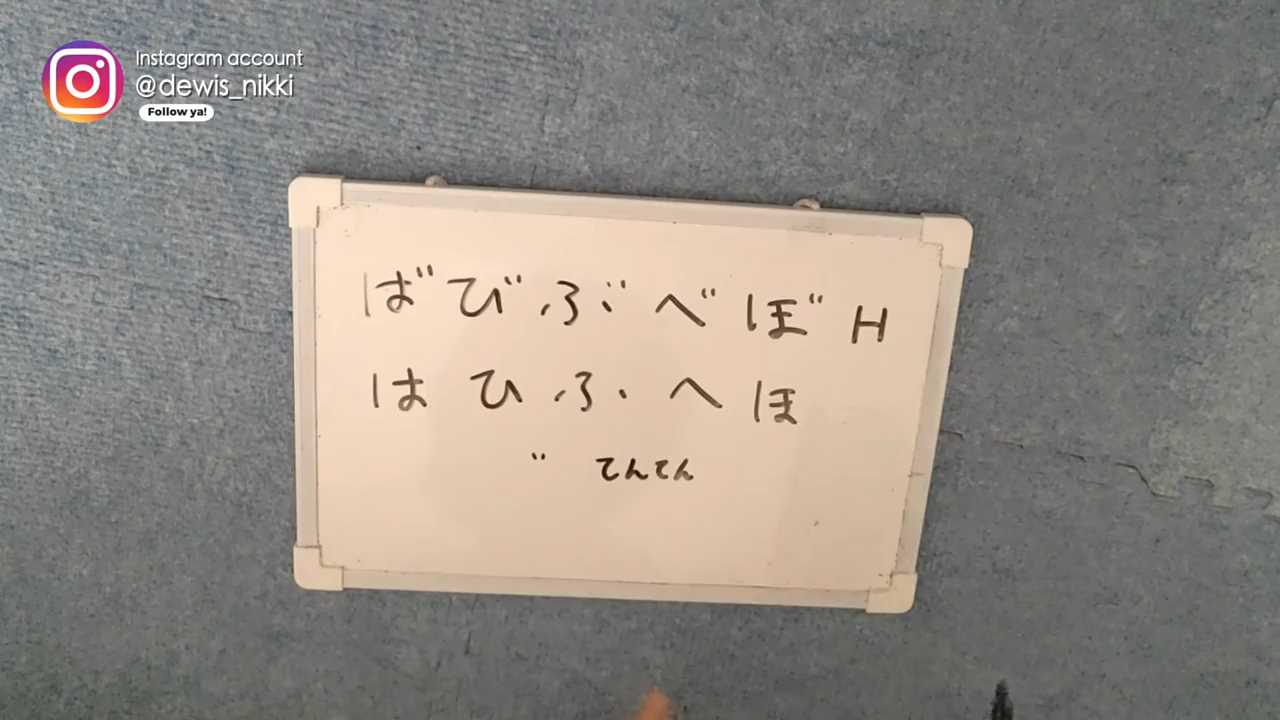 Instagram account
@dewis_nikki
Follow ya!
ば び ぶ べ ぼ H
は ひ ふ へ ほ
゛ てんてん